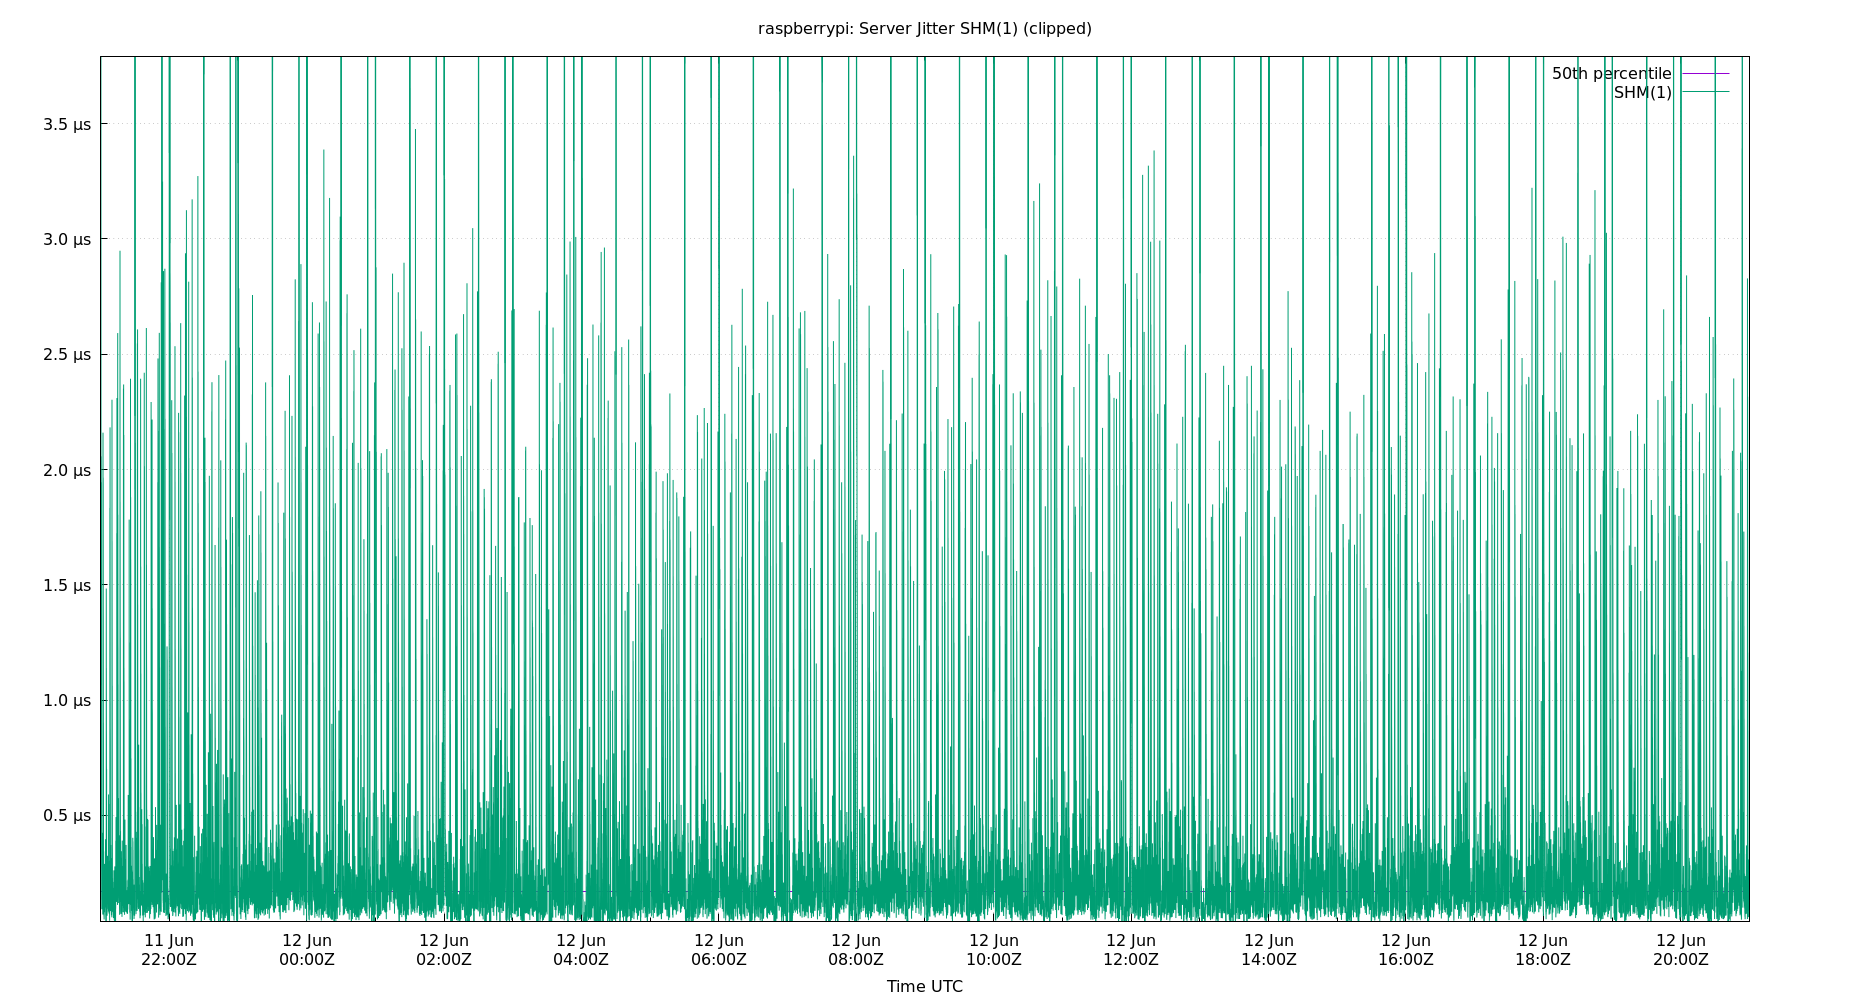 raspberrypi: Server Jitter SHM(1) (clipped)
50th percentile
SHM(1)
3.5 µs
3.0 µs
2.5 µs
2.0 µs
1.5 µs
1.0 µs
0.5 µs
11 Jun 12 Jun 12 Jun 12 Jun 12 Jun 12 Jun 12 Jun 12 Jun 12 Jun 12 Jun 12 Jun 12 Jun
22:00Z 00:00Z 02:00Z 04:00Z 06:00Z 08:00Z 10:00Z 12:00Z 14:00Z 16:00Z 18:00Z 20:00Z
Time UTC